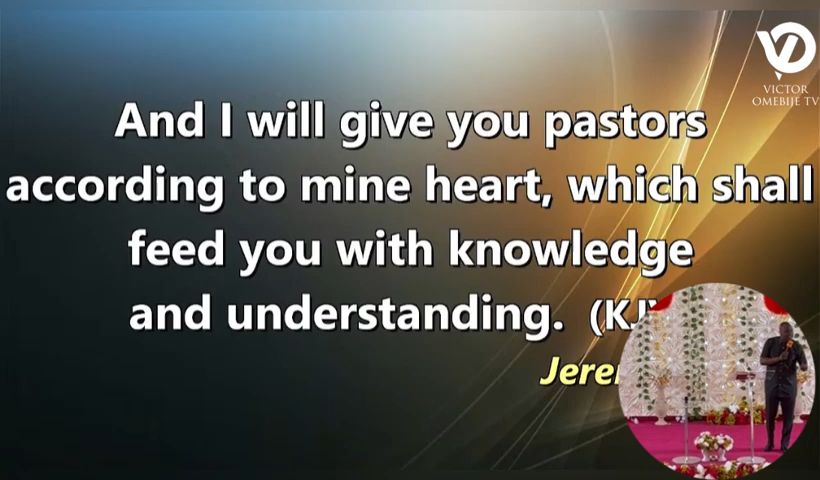 VICTOR
OMEBIJE TV
And I will give you pastors
according to mine heart, which shall
feed you with knowledge
and understanding. (KJV